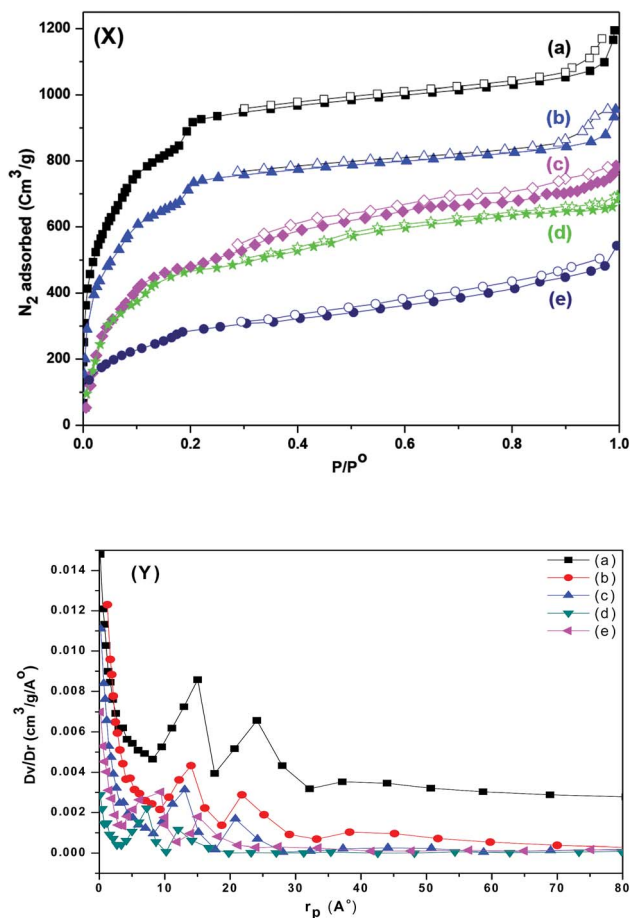 (X)
1200
1000
800
600
400
200
0
0.0 0.2 0.4 0.6 0.8 1.0
N2 adsorbed (Cm3/g)
P/Po
(a)
(b)
(c)
(d)
(e)
(Y)
0.014
0.012
0.010
0.008
0.006
0.004
0.002
0.000
0 10 20 30 40 50 60 70 80
Dv/Dr (cm3/g/Ao)
rp (A°)
(a)
(b)
(c)
(d)
(e)